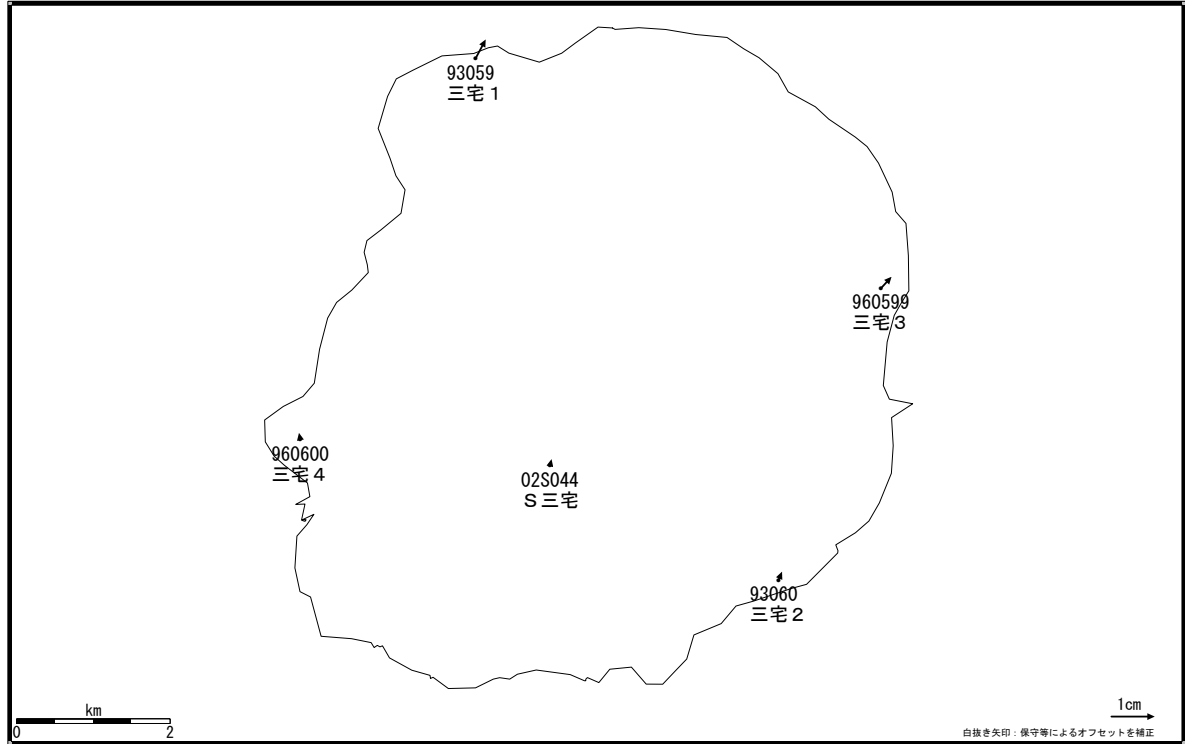 93059
三宅１
960599
三宅３
960600
三宅４
02S044
Ｓ三宅
93060
三宅２
km
0 2
1cm
白抜き矢印：保守等によるオフセットを補正